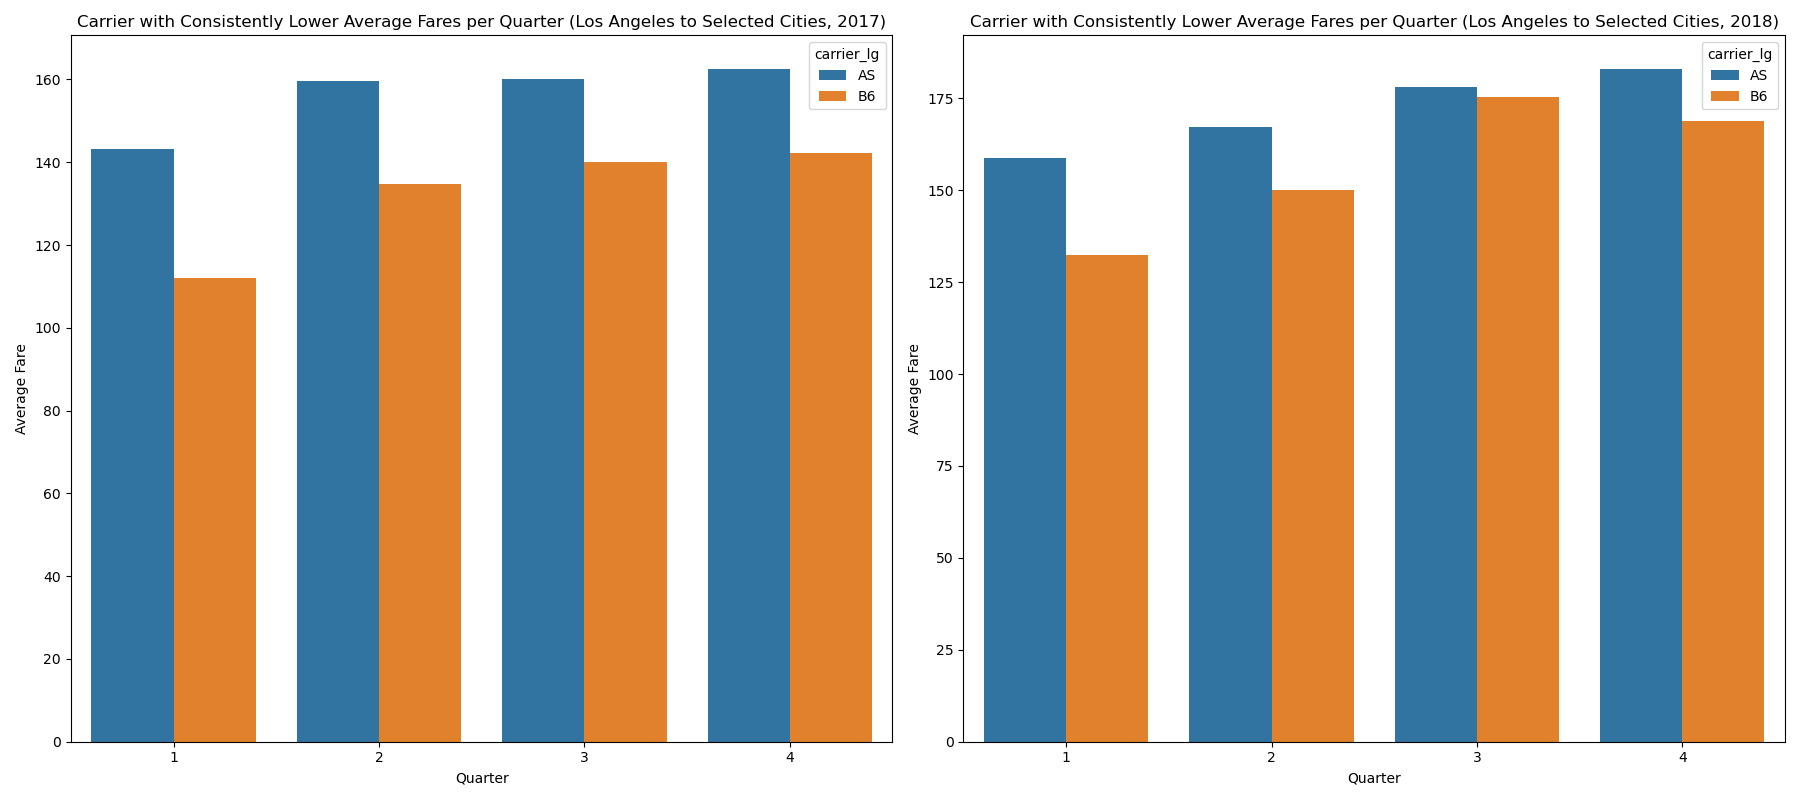 Carrier with Consistently Lower Average Fares per Quarter (Los Angeles to Selected Cities, 2017)
carrier_lg
AS
B6
160
140
120
100
80
60
40
20
0
Average Fare
1 2 3 4
Quarter
Carrier with Consistently Lower Average Fares per Quarter (Los Angeles to Selected Cities, 2018)
carrier_lg
AS
B6
175
150
125
100
75
50
25
0
Average Fare
1 2 3 4
Quarter